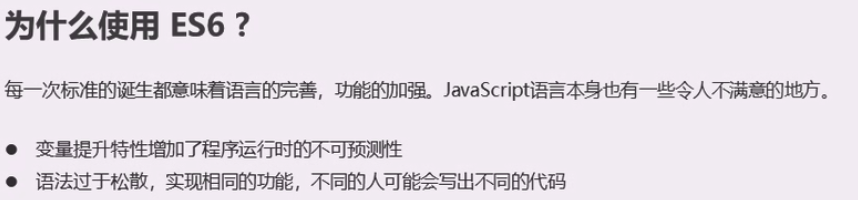 为什么使用 ES6 ?
每一次标准的诞生都意味着语言的完善，功能的加强。JavaScript语言本身也有一些令人不满意的地方。
● 变量提升特性增加了程序运行时的不可预测性
● 语法过于松散，实现相同的功能，不同的人可能会写出不同的代码